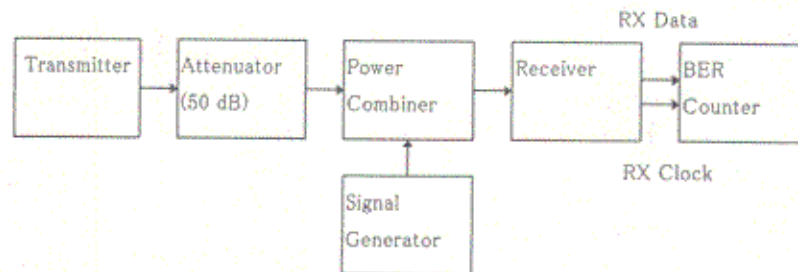 RX Data
Transmitter
Attenuator
(50 dB)
Power
Combiner
Receiver
BER
Counter
RX Clock
Signal
Generator